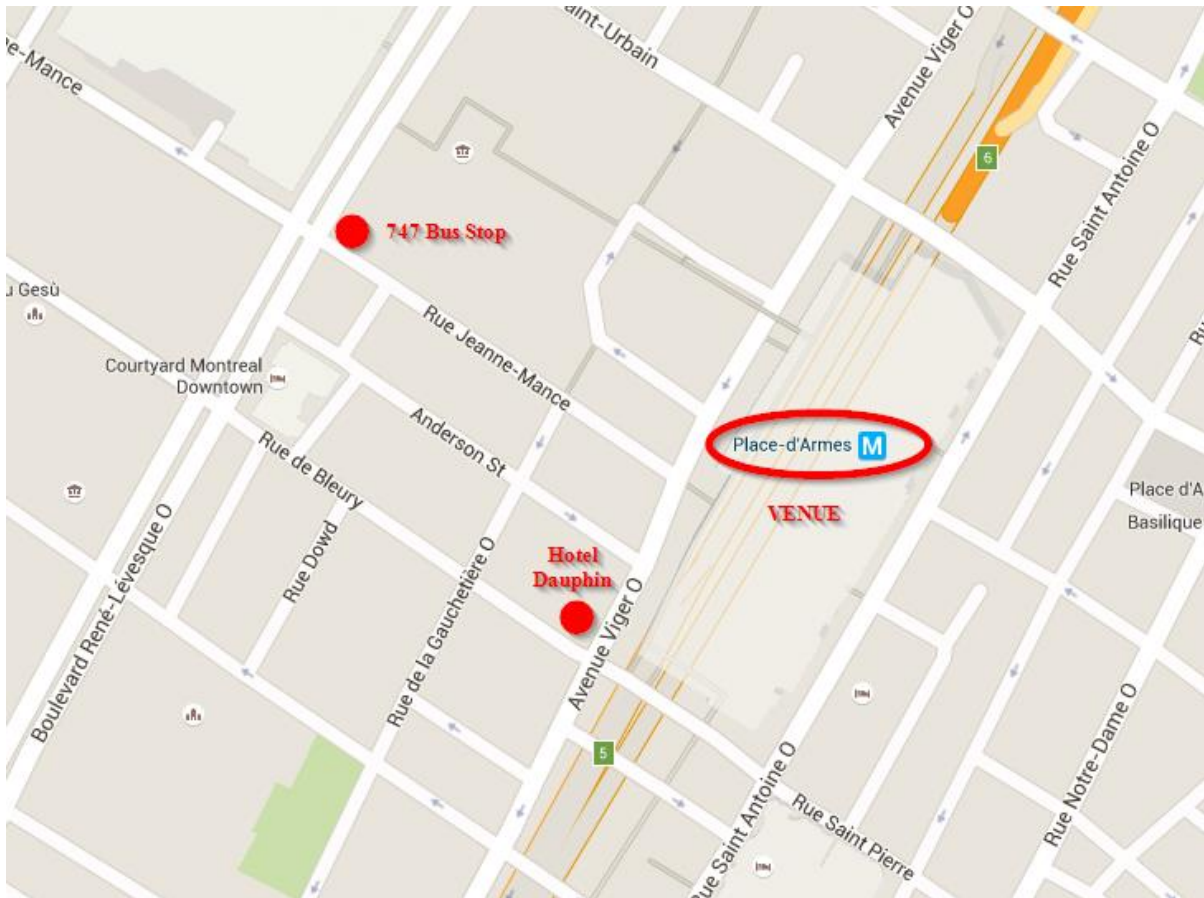 e-Mance
aint-Urbain
Avenue Viger O
6
Rue Saint Antoine O
747 Bus Stop
u Gesù
Rue Jeanne-Mance
Courtyard Montreal
Downtown
Anderson St
Rue de Bleury
Place-d'Armes M
VENUE
Place d'A
Basilique
Boulevard René-Lévesque O
Rue Dowd
Rue de la Gauchetière O
Hotel
Dauphin
Avenue Viger O
5
Rue Saint Antoine O
Rue Saint Pierre
Rue Notre-Dame O